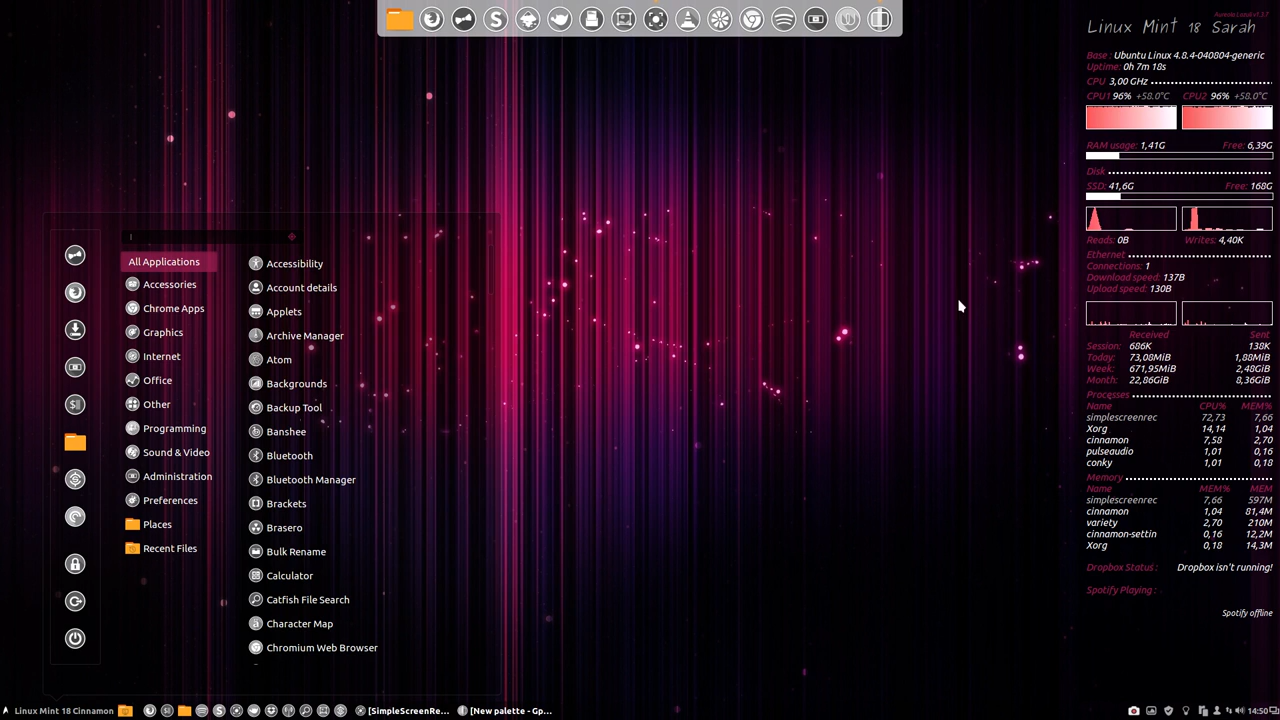 Aureola Lazuli v1.3.7
Linux Mint 18 Sarah
Base : Ubuntu Linux 4.8.4-040804-generic
Uptime: 0h 7m 18s
CPU 3,00 GHz
CPU1 96% +58.0°C CPU2 96% +58.0°C
RAM usage: 1,41G Free: 6,39G
Disk
SSD: 41,6G Free: 168G
Reads: 0B Writes: 4,40K
Ethernet
Connections: 1
Download speed: 137B
Upload speed: 130B
Received Sent
Session: 686K 138K
Today: 73,08MiB 1,88MiB
Week: 671,95MiB 2,48GiB
Month: 22,86GiB 8,36GiB
Processes
Name CPU% MEM%
simplescreenrec 72,73 7,66
Xorg 14,14 1,04
cinnamon 7,58 2,70
pulseaudio 1,01 0,16
conky 1,01 0,18
Memory
Name MEM% MEM
simplescreenrec 7,66 597M
cinnamon 1,04 81,4M
variety 2,70 210M
cinnamon-settin 0,16 12,2M
Xorg 0,18 14,3M
Dropbox Status : Dropbox isn't running!
Spotify Playing :
Spotify offline
All Applications
Accessories
Chrome Apps
Graphics
Internet
Office
Other
Programming
Sound & Video
Administration
Preferences
Places
Recent Files
Accessibility
Account details
Applets
Archive Manager
Atom
Backgrounds
Backup Tool
Banshee
Bluetooth
Bluetooth Manager
Brackets
Brasero
Bulk Rename
Calculator
Catfish File Search
Character Map
Chromium Web Browser
Linux Mint 18 Cinnamon
[SimpleScreenRe...
[New palette - Gp...
14:50